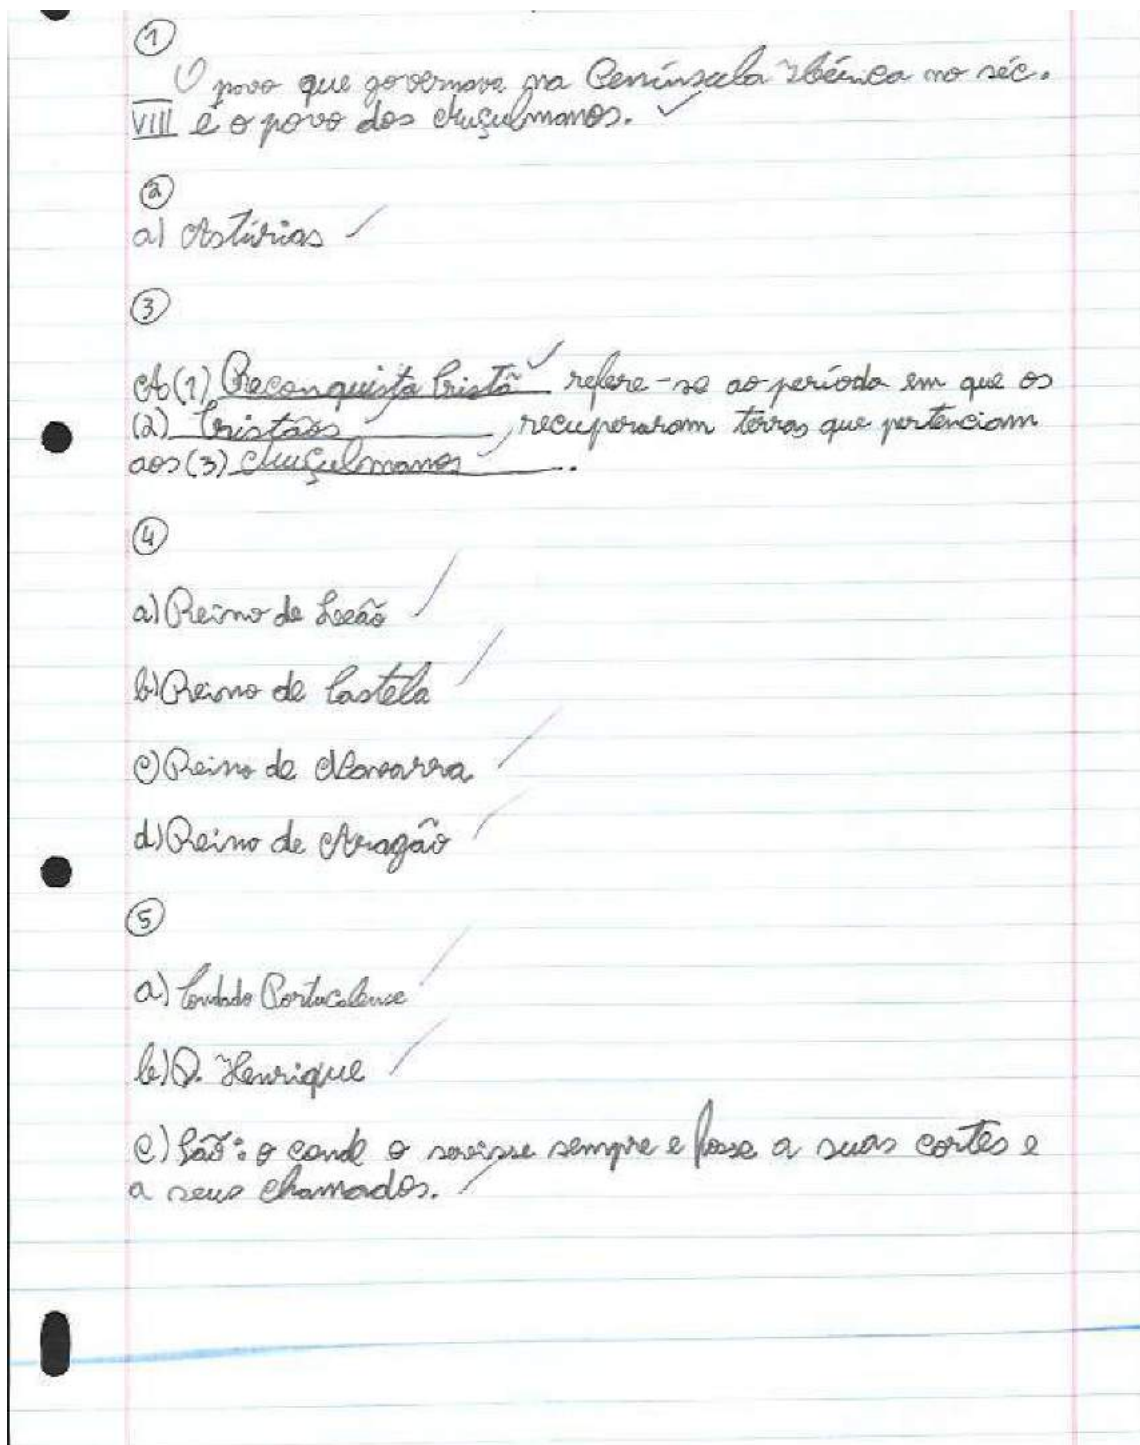 1
O povo que governava na Península Ibérica no séc.
VIII é o povo dos Muçulmanos.
2
a) Astúrias
3
A (1) Reconquista Cristã refere-se ao período em que os
(2) Cristãos recuperaram terras que pertenciam
aos (3) Muçulmanos.
4
a) Reino de Leão
b) Reino de Castela
c) Reino de Navarra
d) Reino de Aragão
5
a) Condado Portucalense
b) D. Henrique
c) São: o conde o servisse sempre e fosse a suas cortes e
a seus chamados.